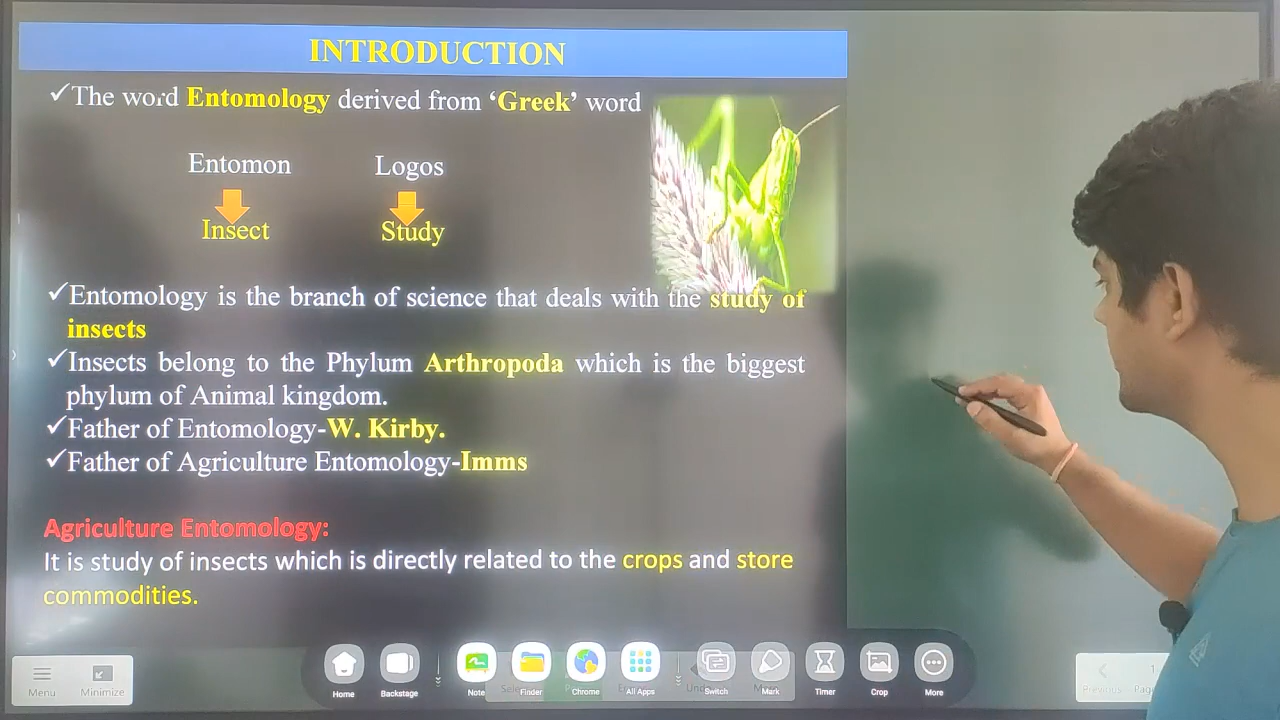 INTRODUCTION
✓The word Entomology derived from ‘Greek’ word
Entomon Logos
Insect Study
✓Entomology is the branch of science that deals with the study of
insects
✓Insects belong to the Phylum Arthropoda which is the biggest
phylum of Animal kingdom.
✓Father of Entomology-W. Kirby.
✓Father of Agriculture Entomology-Imms
Agriculture Entomology:
It is study of insects which is directly related to the crops and store
commodities.
Menu Minimize Home Backstage Note Finder Chrome All Apps Switch Mark Timer Crop More Previous 1